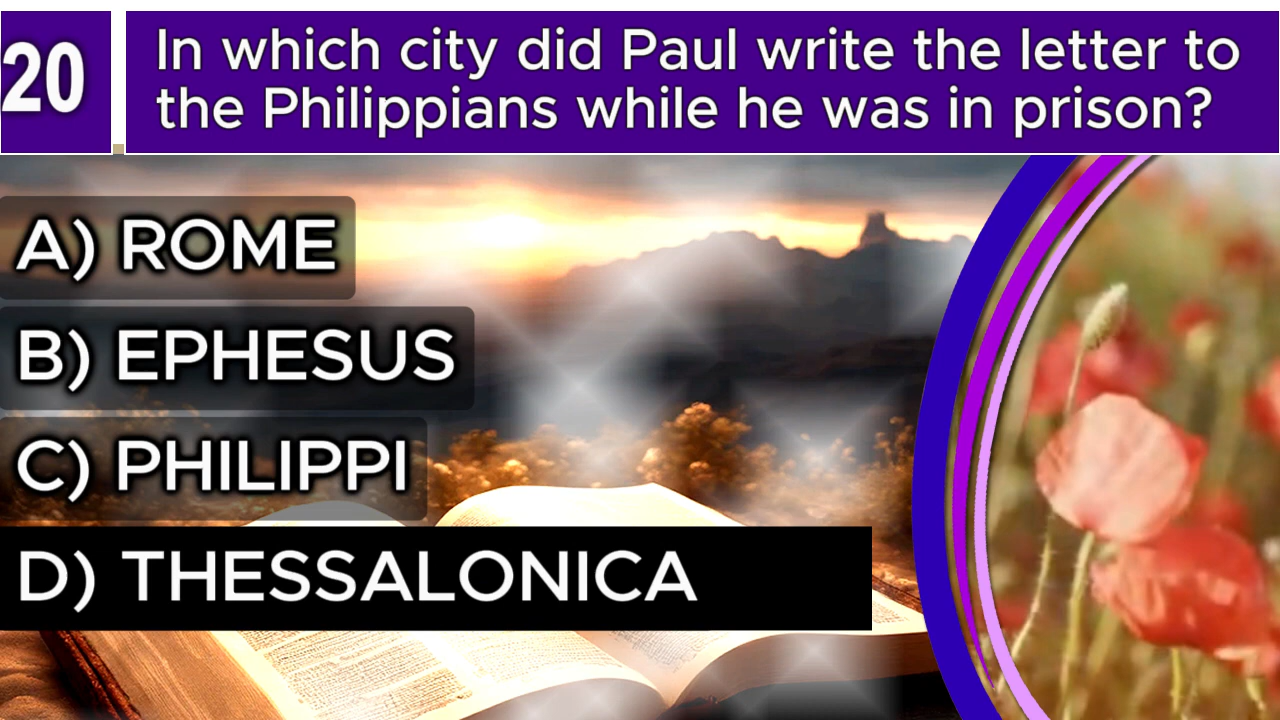 20
In which city did Paul write the letter to
the Philippians while he was in prison?
A) ROME
B) EPHESUS
C) PHILIPPI
D) THESSALONICA